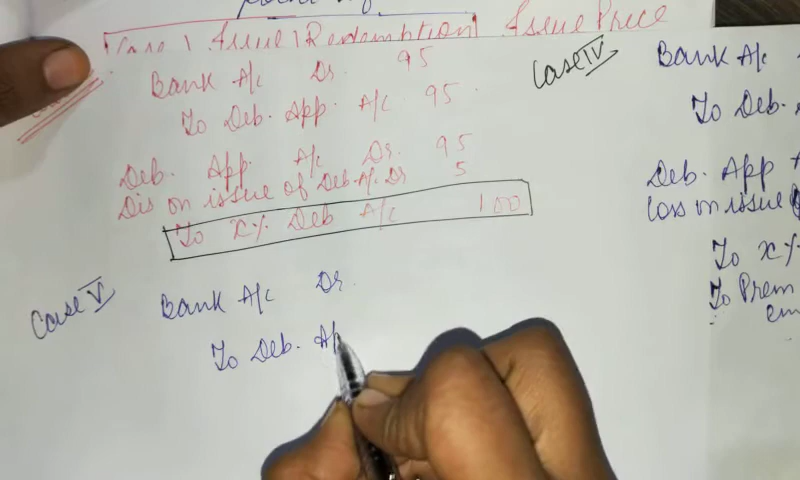 Case 1 Issue/Redemption Issue Price
Bank A/c Dr. 95
To Deb. App. A/c 95.
Deb. App. A/c Dr. 95
Dis on issue of Deb. A/c Dr 5
To x% Deb A/c 100
Case V Bank A/c Dr.
To Deb. A/
Case IV Bank A/c
To Deb.
Deb. App
loss on issue
To x%
To Prem